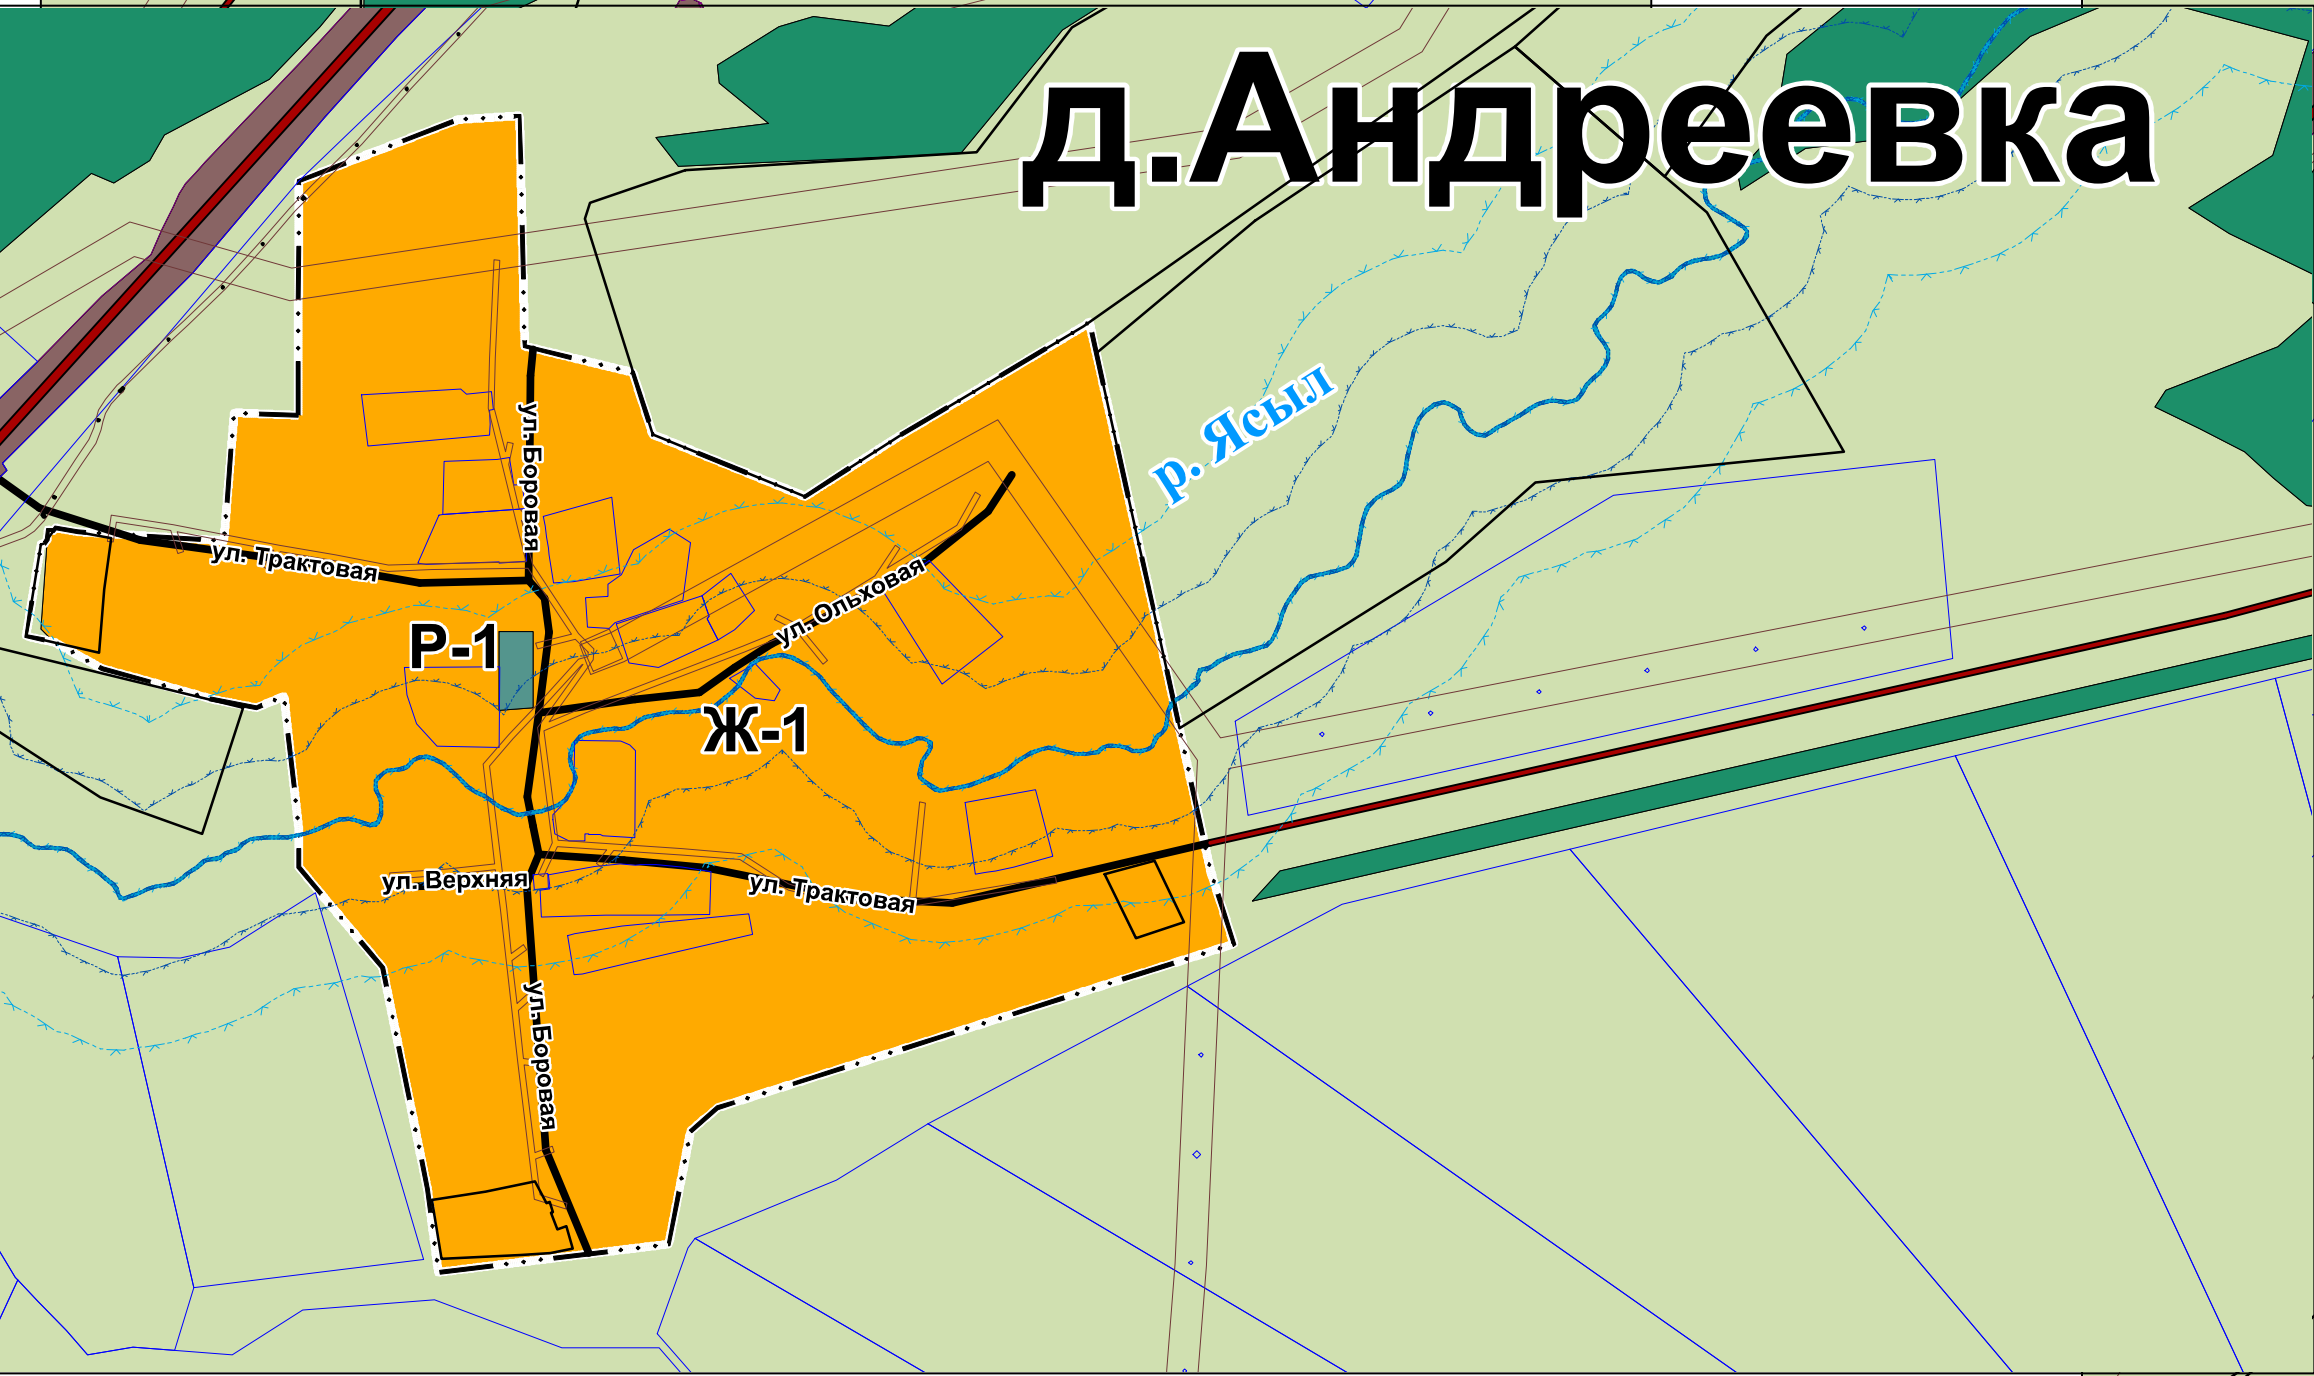 д.Андреевка
р. Ясыл
ул. Боровая
ул. Трактовая
ул. Ольховая
Р-1
Ж-1
ул. Верхняя
ул. Трактовая
ул. Боровая